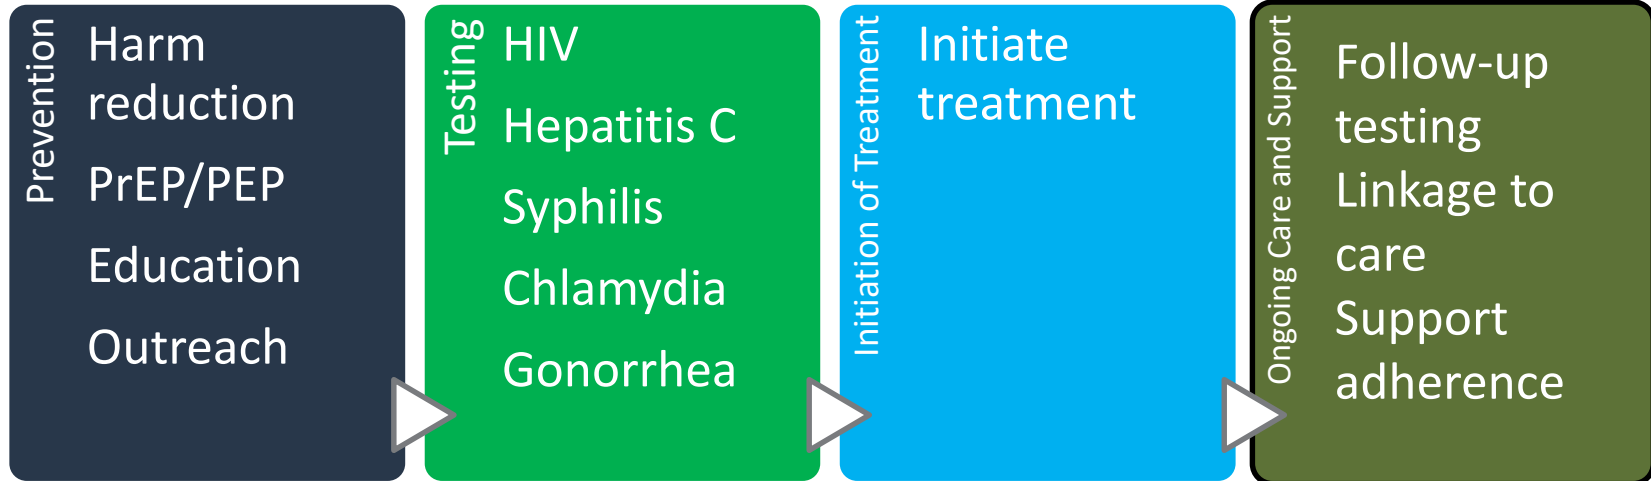 Prevention
Harm
reduction
PrEP/PEP
Education
Outreach
Testing
HIV
Hepatitis C
Syphilis
Chlamydia
Gonorrhea
Initiation of Treatment
Initiate
treatment
Ongoing Care and Support
Follow-up
testing
Linkage to
care
Support
adherence